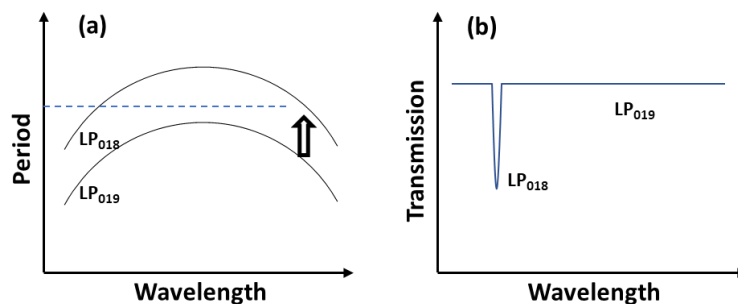 (a)
Period
LP018
LP019
Wavelength
(b)
Transmission
LP019
LP018
Wavelength